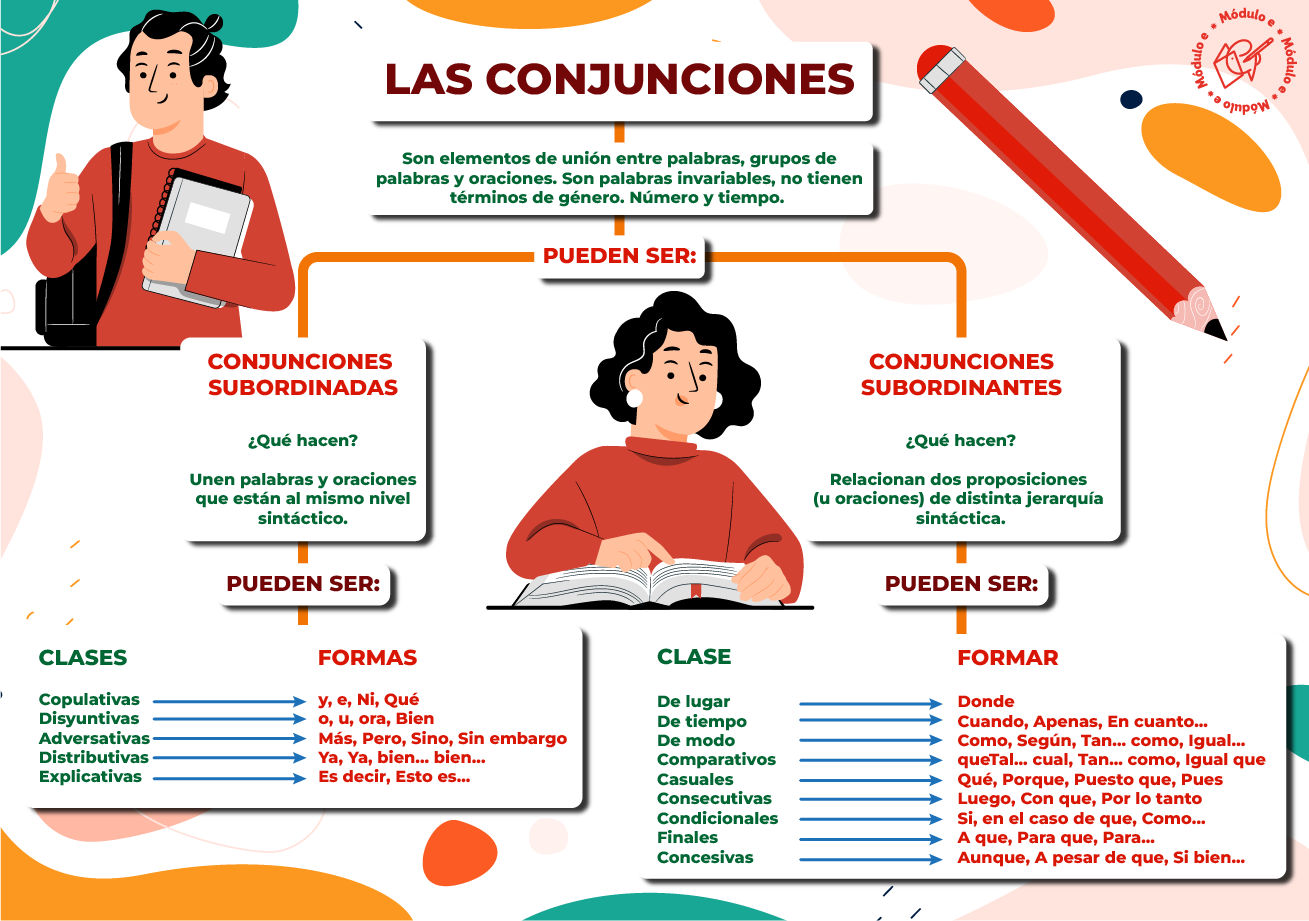 LAS CONJUNCIONES
Módulo e * Módulo e * Módulo e * Módulo e *
Son elementos de unión entre palabras, grupos de
palabras y oraciones. Son palabras invariables, no tienen
términos de género. Número y tiempo.
PUEDEN SER:
CONJUNCIONES
SUBORDINADAS
¿Qué hacen?
Unen palabras y oraciones
que están al mismo nivel
sintáctico.
PUEDEN SER:
CLASES FORMAS
Copulativas y, e, Ni, Qué
Disyuntivas o, u, ora, Bien
Adversativas Más, Pero, Sino, Sin embargo
Distributivas Ya, Ya, bien... bien...
Explicativas Es decir, Esto es...
CONJUNCIONES
SUBORDINANTES
¿Qué hacen?
Relacionan dos proposiciones
(u oraciones) de distinta jerarquía
sintáctica.
PUEDEN SER:
CLASE FORMAR
De lugar Donde
De tiempo Cuando, Apenas, En cuanto...
De modo Como, Según, Tan... como, Igual...
Comparativos queTal... cual, Tan... como, Igual que
Casuales Qué, Porque, Puesto que, Pues
Consecutivas Luego, Con que, Por lo tanto
Condicionales Si, en el caso de que, Como...
Finales A que, Para que, Para...
Concesivas Aunque, A pesar de que, Si bien...